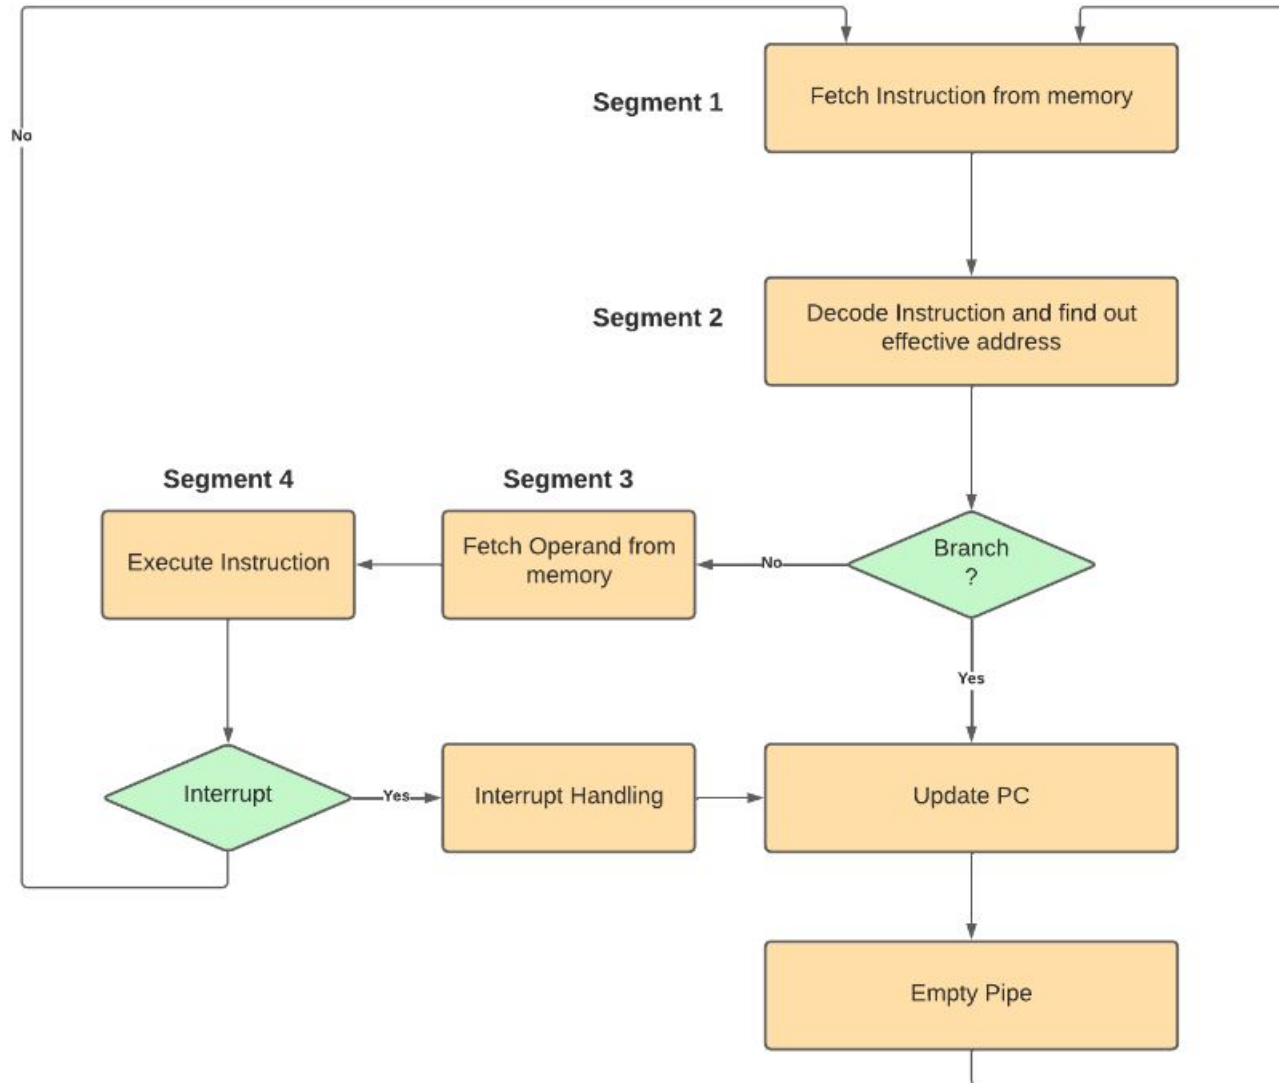 Segment 1
Fetch Instruction from memory
No
Segment 2
Decode Instruction and find out
effective address
Segment 4
Segment 3
Execute Instruction
Fetch Operand from
memory
No
Branch
?
Yes
Interrupt
Yes
Interrupt Handling
Update PC
Empty Pipe